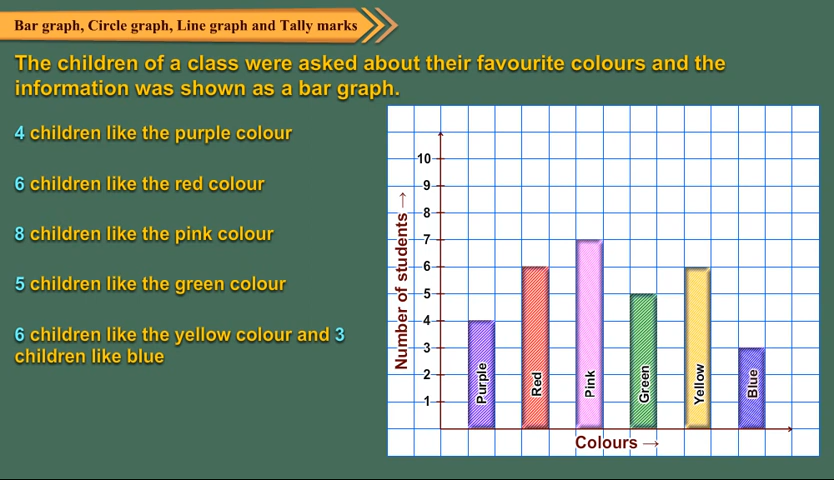 Bar graph, Circle graph, Line graph and Tally marks
The children of a class were asked about their favourite colours and the
information was shown as a bar graph.
4 children like the purple colour
6 children like the red colour
8 children like the pink colour
5 children like the green colour
6 children like the yellow colour and 3
children like blue
Number of students →
10
9
8
7
6
5
4
3
2
1
Purple
Red
Pink
Green
Yellow
Blue
Colours →